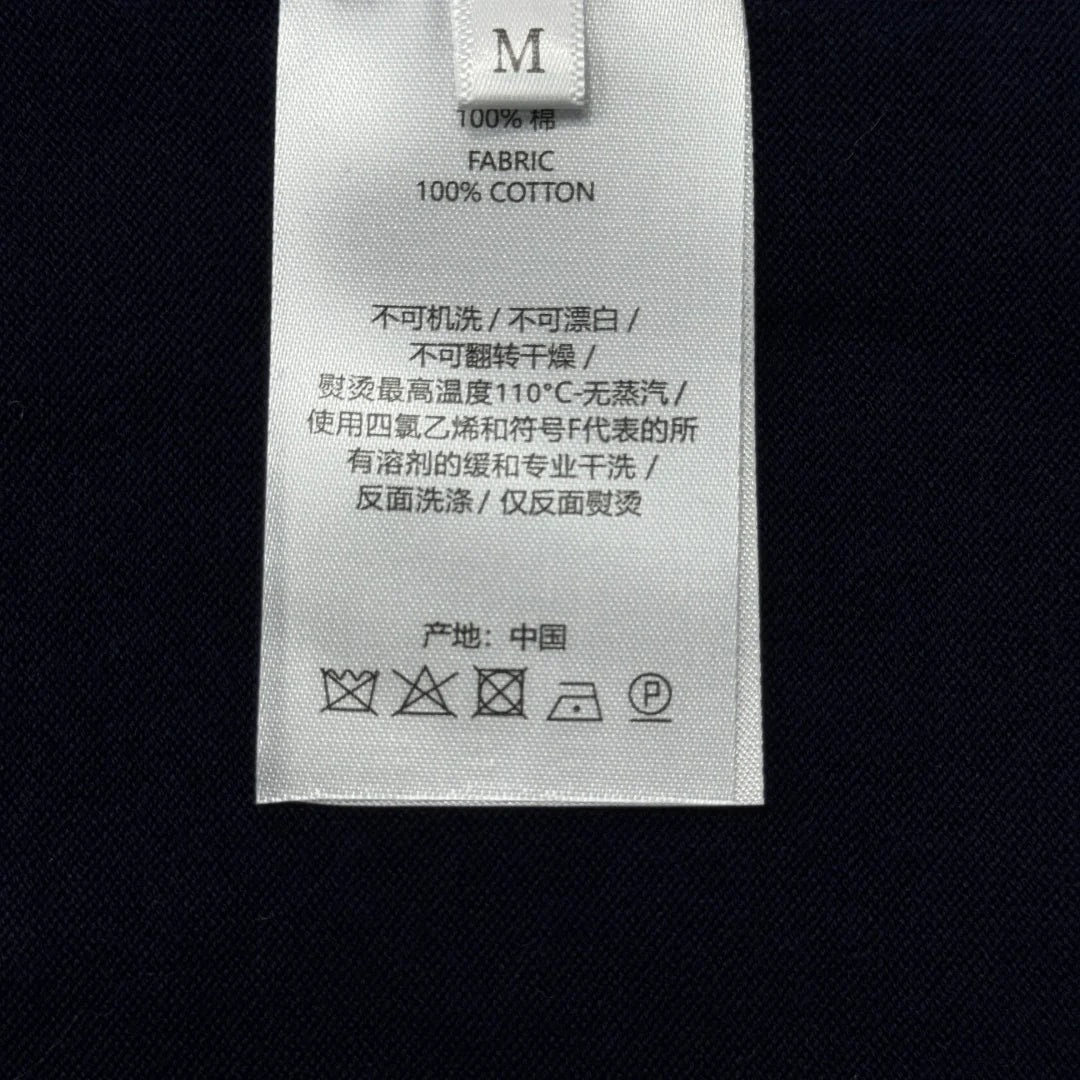 M
100% 棉
FABRIC
100% COTTON
不可机洗 / 不可漂白 /
不可翻转干燥 /
熨烫最高温度110°C-无蒸汽 /
使用四氯乙烯和符号F代表的所
有溶剂的缓和专业干洗 /
反面洗涤 / 仅反面熨烫
产地：中国
P